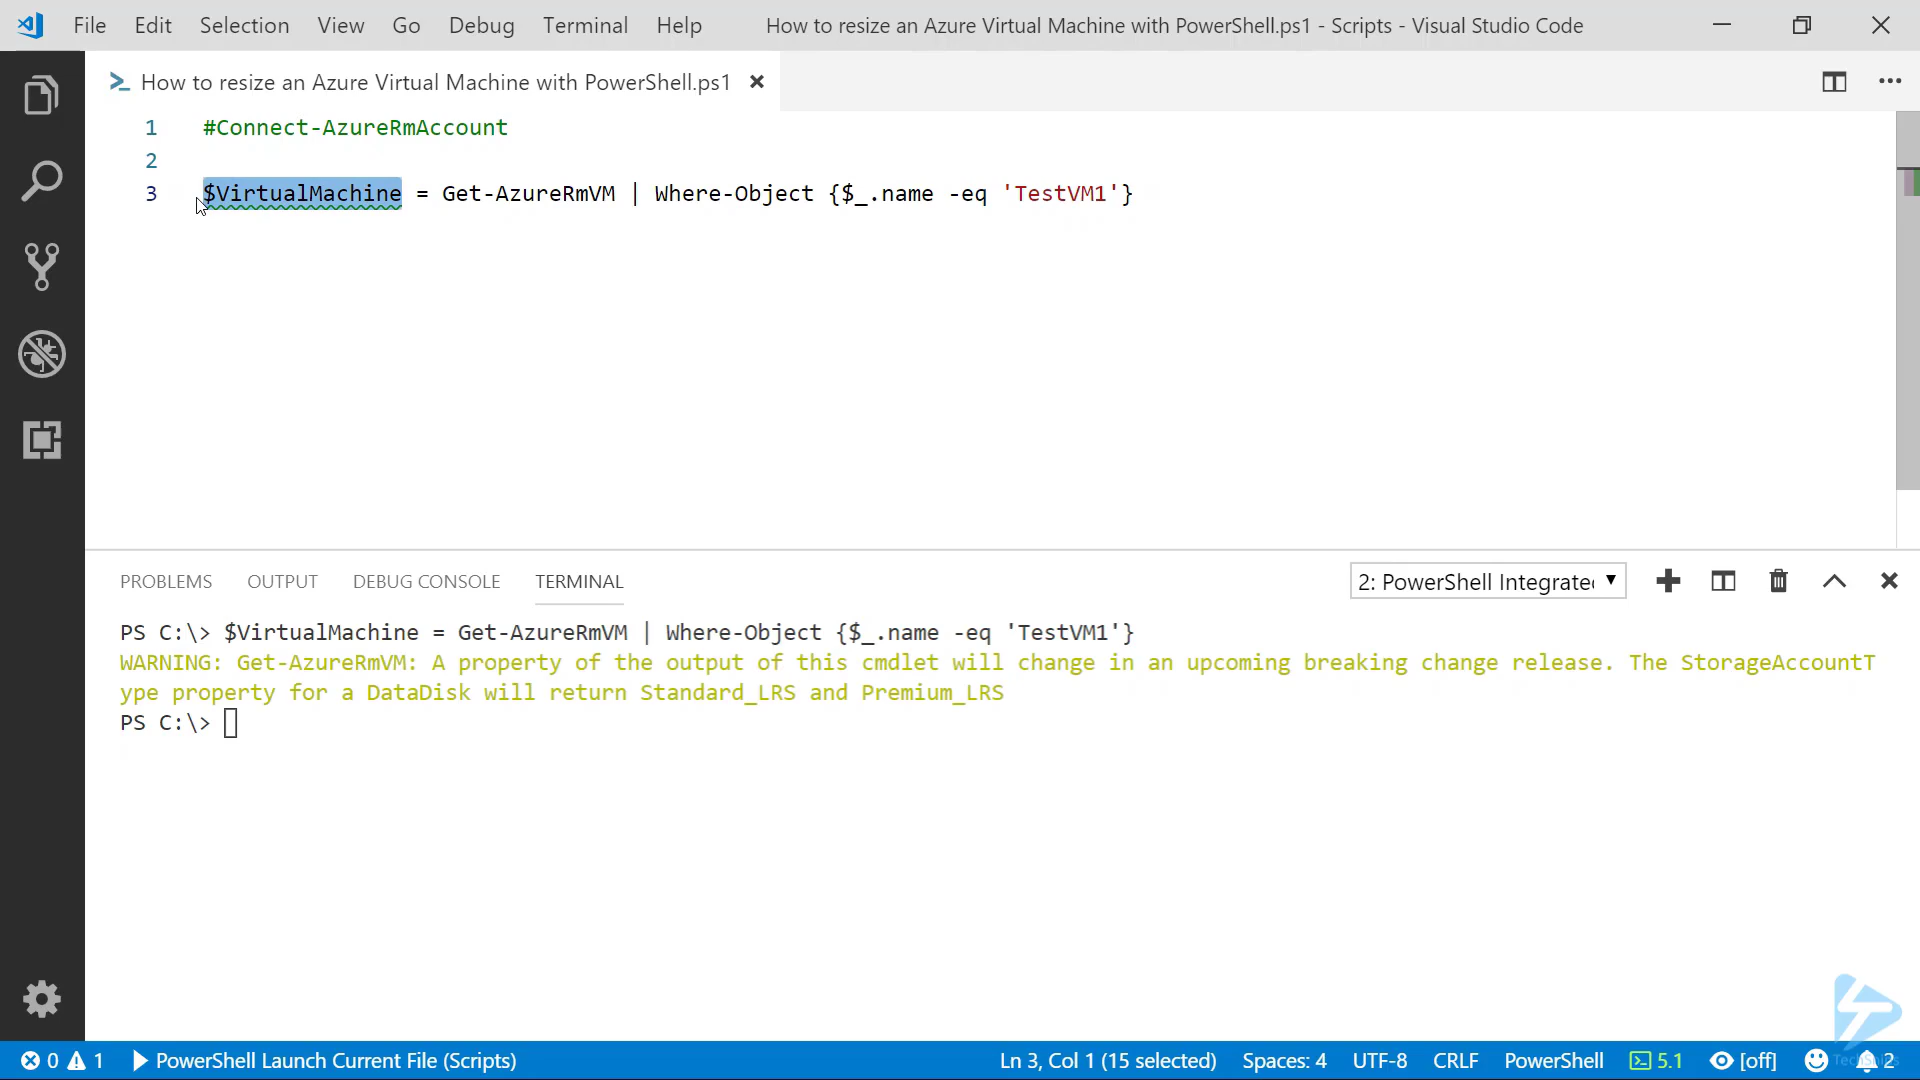 File Edit Selection View Go Debug Terminal Help How to resize an Azure Virtual Machine with PowerShell.ps1 - Scripts - Visual Studio Code
How to resize an Azure Virtual Machine with PowerShell.ps1
1 #Connect-AzureRmAccount
2
3 $VirtualMachine = Get-AzureRmVM | Where-Object {$_.name -eq 'TestVM1'}
PROBLEMS OUTPUT DEBUG CONSOLE TERMINAL 2: PowerShell Integrate
PS C:\> $VirtualMachine = Get-AzureRmVM | Where-Object {$_.name -eq 'TestVM1'}
WARNING: Get-AzureRmVM: A property of the output of this cmdlet will change in an upcoming breaking change release. The StorageAccountT
ype property for a DataDisk will return Standard_LRS and Premium_LRS
PS C:\>
0 1 PowerShell Launch Current File (Scripts) Ln 3, Col 1 (15 selected) Spaces: 4 UTF-8 CRLF PowerShell 5.1 [off] 2